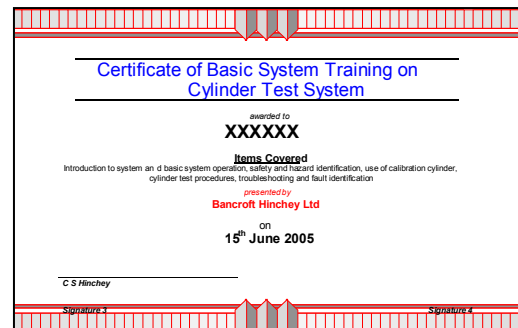 Certificate of Basic System Training on
Cylinder Test System
awarded to
XXXXXX
Items Covered
Introduction to system an d basic system operation, safety and hazard identification, use of calibration cylinder,
cylinder test procedures, troubleshooting and fault identification
presented by
Bancroft Hinchey Ltd
on
15th June 2005
C S Hinchey
Signature 3 Signature 4